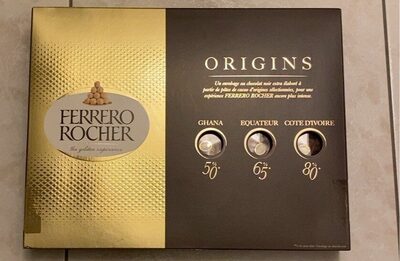 FERRERO
ROCHER
the golden experience
ORIGINS
Un enrobage au chocolat noir extra élaboré à
partir de pâtes de cacao d'origines sélectionnées, pour une
expérience FERRERO ROCHER encore plus intense.
GHANA EQUATEUR COTE D'IVOIRE
50%* 65%* 80%*